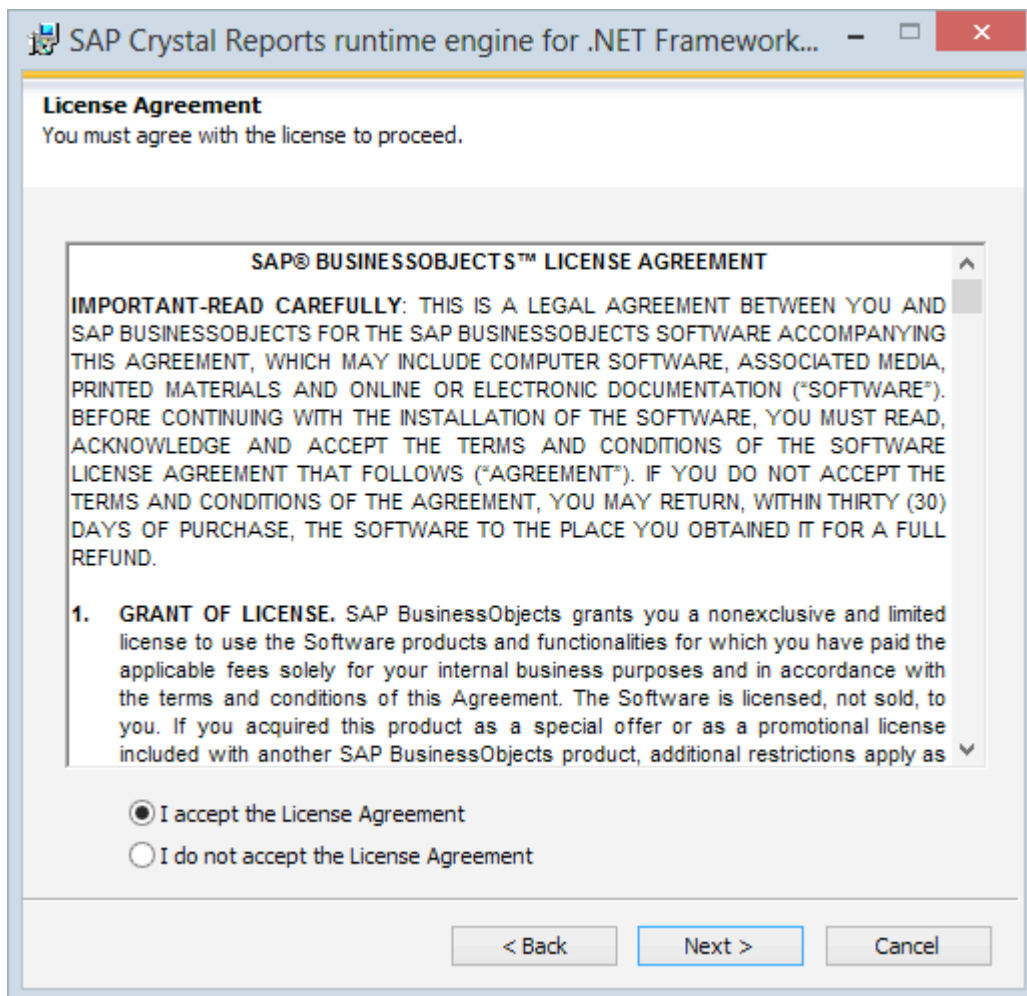 SAP Crystal Reports runtime engine for .NET Framework...
License Agreement
You must agree with the license to proceed.
SAP® BUSINESSOBJECTS™ LICENSE AGREEMENT
IMPORTANT-READ CAREFULLY: THIS IS A LEGAL AGREEMENT BETWEEN YOU AND
SAP BUSINESSOBJECTS FOR THE SAP BUSINESSOBJECTS SOFTWARE ACCOMPANYING
THIS AGREEMENT, WHICH MAY INCLUDE COMPUTER SOFTWARE, ASSOCIATED MEDIA,
PRINTED MATERIALS AND ONLINE OR ELECTRONIC DOCUMENTATION (“SOFTWARE”).
BEFORE CONTINUING WITH THE INSTALLATION OF THE SOFTWARE, YOU MUST READ,
ACKNOWLEDGE AND ACCEPT THE TERMS AND CONDITIONS OF THE SOFTWARE
LICENSE AGREEMENT THAT FOLLOWS (“AGREEMENT”). IF YOU DO NOT ACCEPT THE
TERMS AND CONDITIONS OF THE AGREEMENT, YOU MAY RETURN, WITHIN THIRTY (30)
DAYS OF PURCHASE, THE SOFTWARE TO THE PLACE YOU OBTAINED IT FOR A FULL
REFUND.
1. GRANT OF LICENSE. SAP BusinessObjects grants you a nonexclusive and limited
license to use the Software products and functionalities for which you have paid the
applicable fees solely for your internal business purposes and in accordance with
the terms and conditions of this Agreement. The Software is licensed, not sold, to
you. If you acquired this product as a special offer or as a promotional license
included with another SAP BusinessObjects product, additional restrictions apply as
I accept the License Agreement
I do not accept the License Agreement
< Back
Next >
Cancel